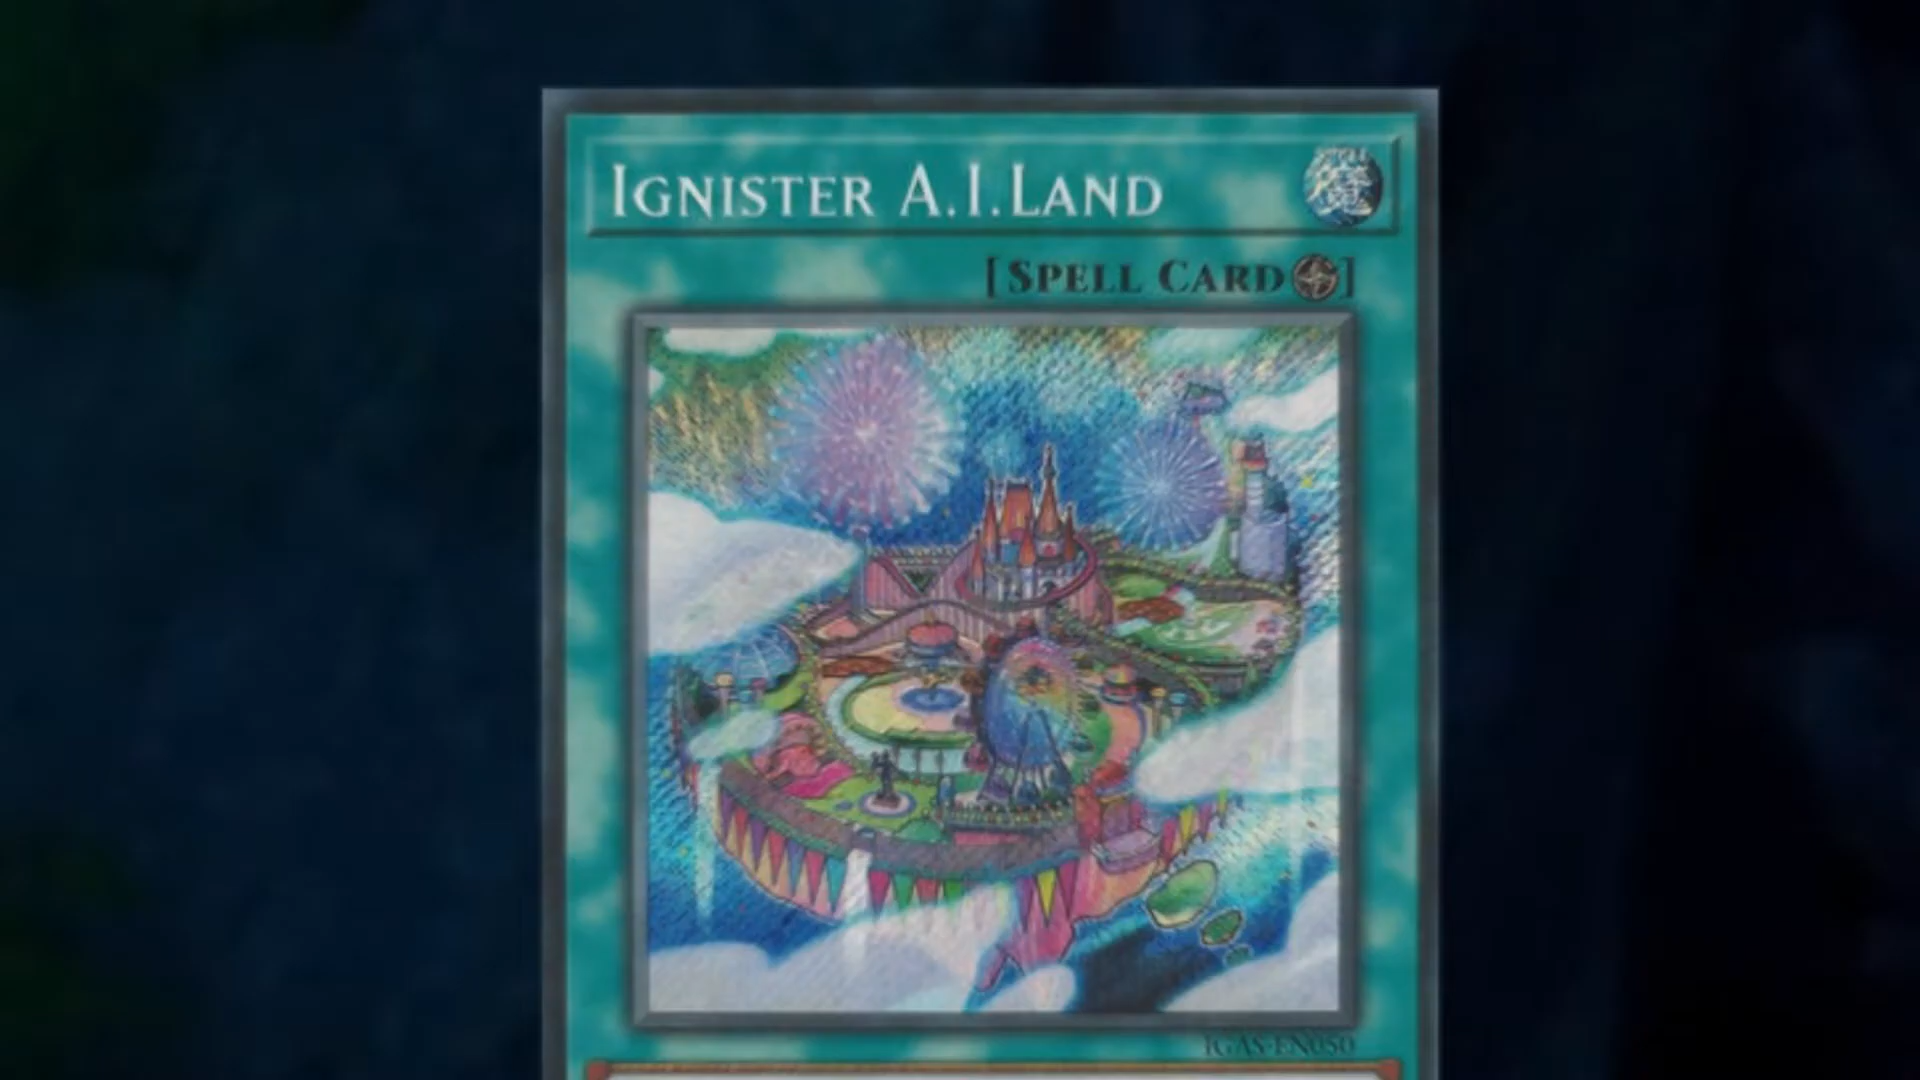 Ignister A.I.Land
魔
[Spell Card]
IGAS-EN050